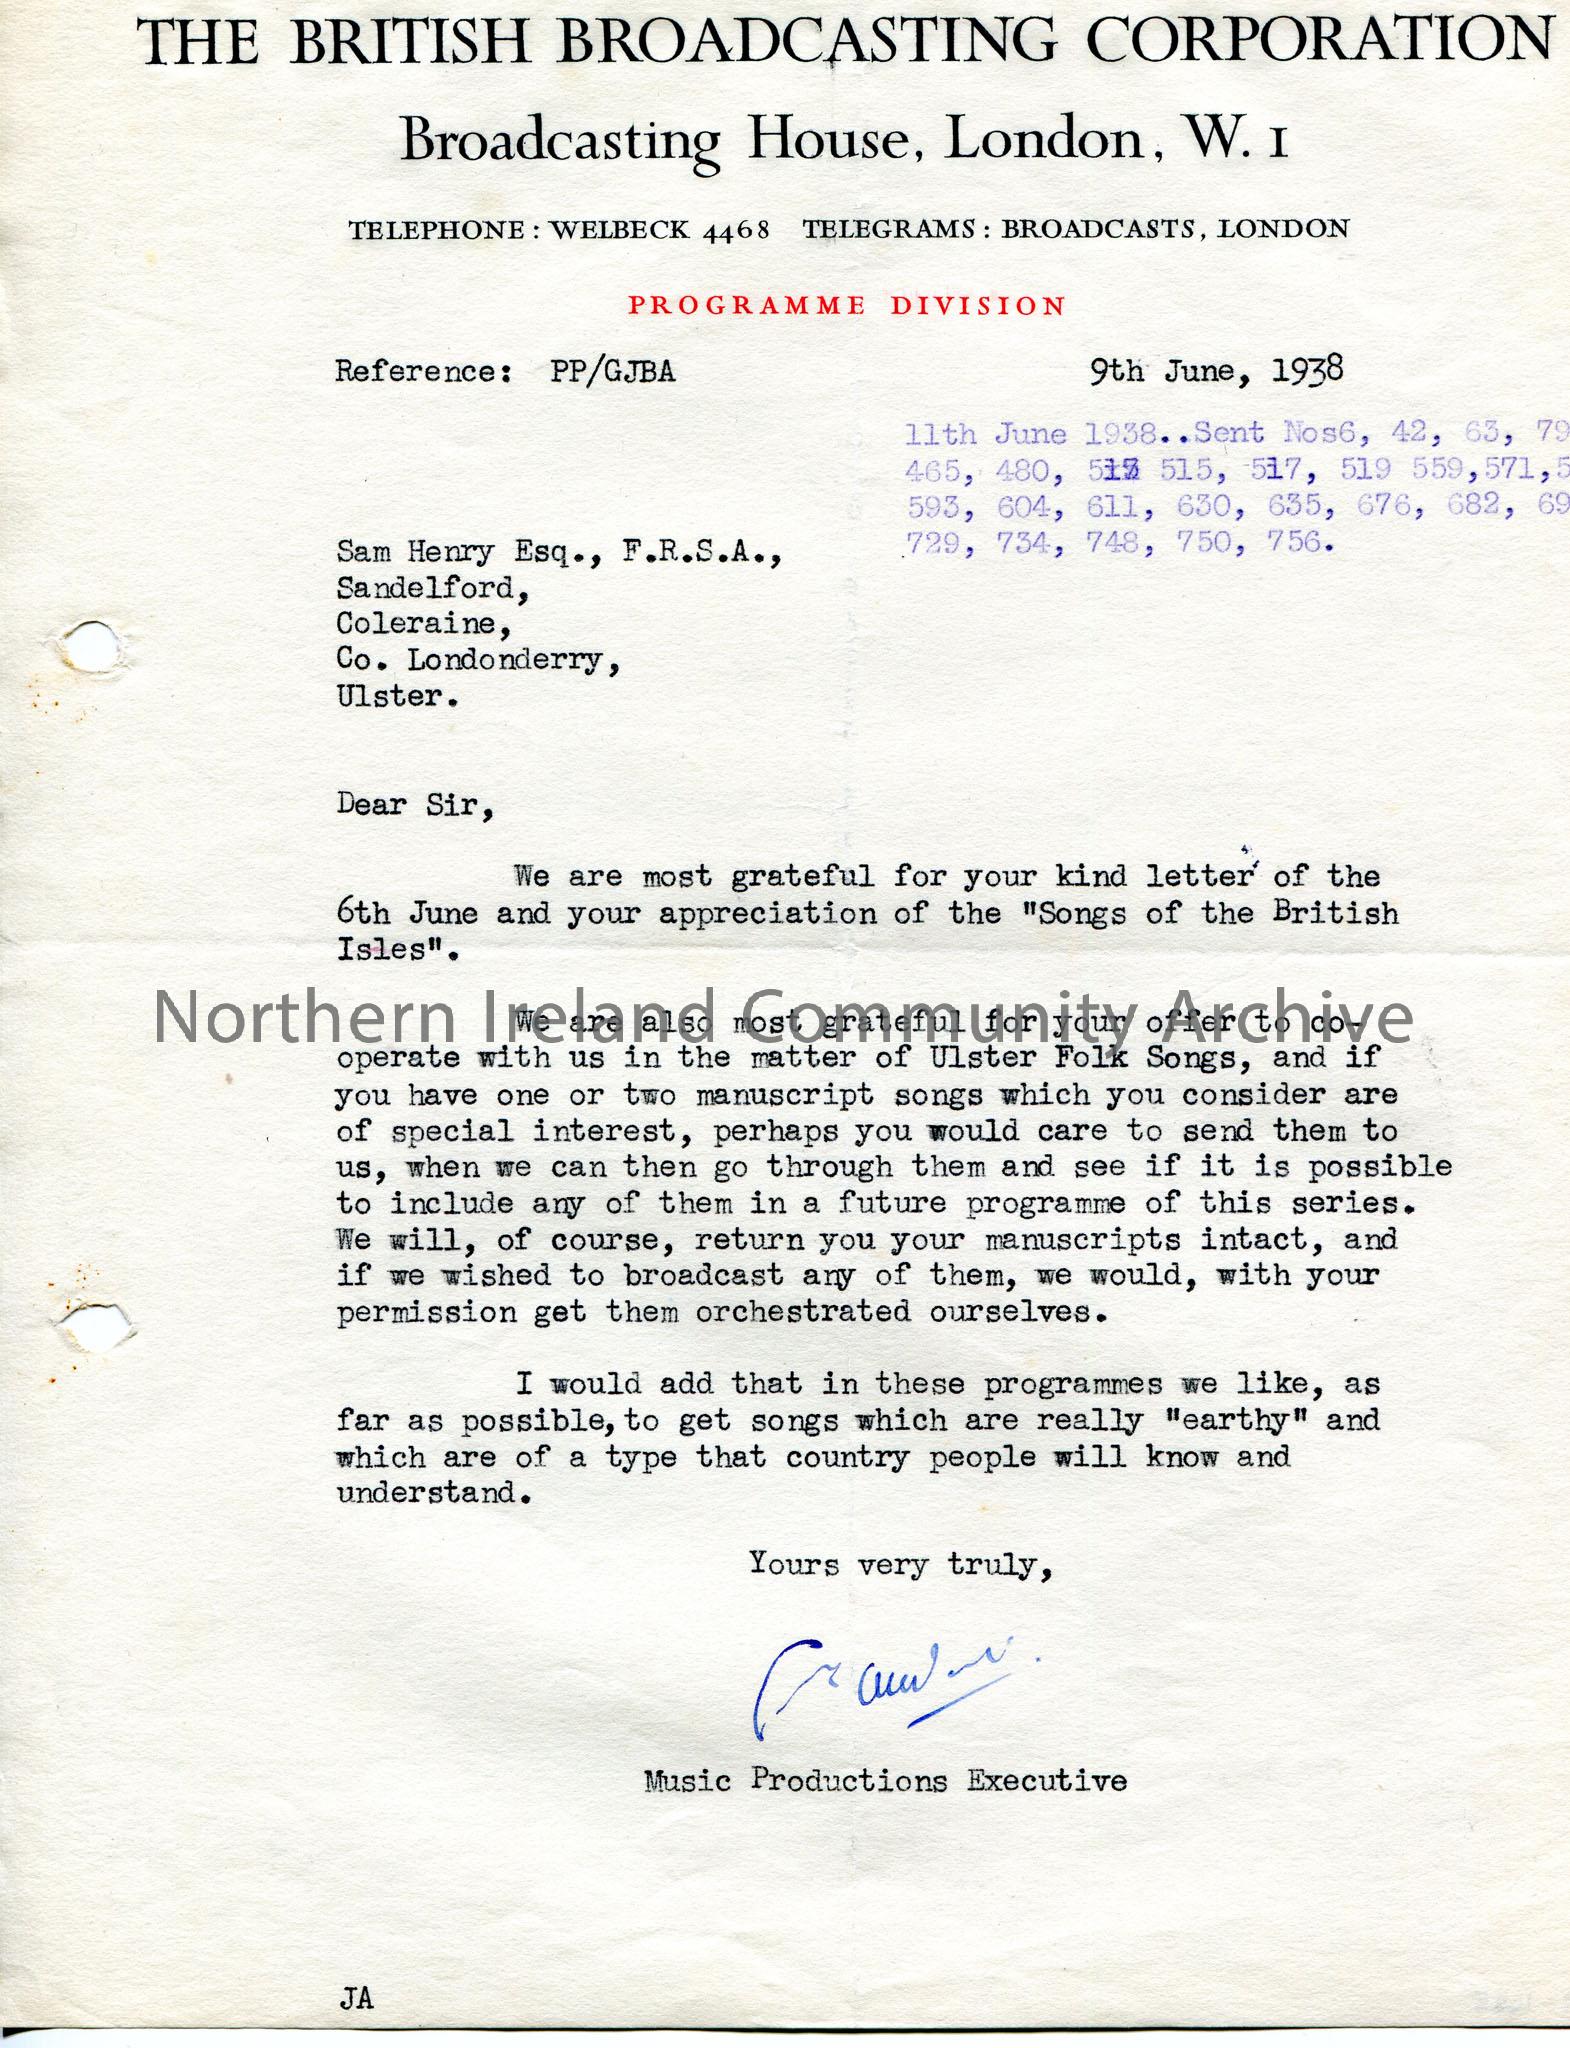 THE BRITISH BROADCASTING CORPORATION
Broadcasting House, London, W. 1
TELEPHONE: WELBECK 4468 TELEGRAMS: BROADCASTS, LONDON
PROGRAMME DIVISION
Reference: PP/GJBA 9th June, 1938
11th June 1938..Sent Nos6, 42, 63, 79
465, 480, 515, 517, 519 559,571,5
593, 604, 611, 630, 635, 676, 682, 69
729, 734, 748, 750, 756.
Sam Henry Esq., F.R.S.A.,
Sandelford,
Coleraine,
Co. Londonderry,
Ulster.
Dear Sir,
We are most grateful for your kind letter of the
6th June and your appreciation of the "Songs of the British
Isles".
Northern Ireland Community Archive
We are also most grateful for your offer to co-
operate with us in the matter of Ulster Folk Songs, and if
you have one or two manuscript songs which you consider are
of special interest, perhaps you would care to send them to
us, when we can then go through them and see if it is possible
to include any of them in a future programme of this series.
We will, of course, return you your manuscripts intact, and
if we wished to broadcast any of them, we would, with your
permission get them orchestrated ourselves.
I would add that in these programmes we like, as
far as possible, to get songs which are really "earthy" and
which are of a type that country people will know and
understand.
Yours very truly,
Music Productions Executive
JA